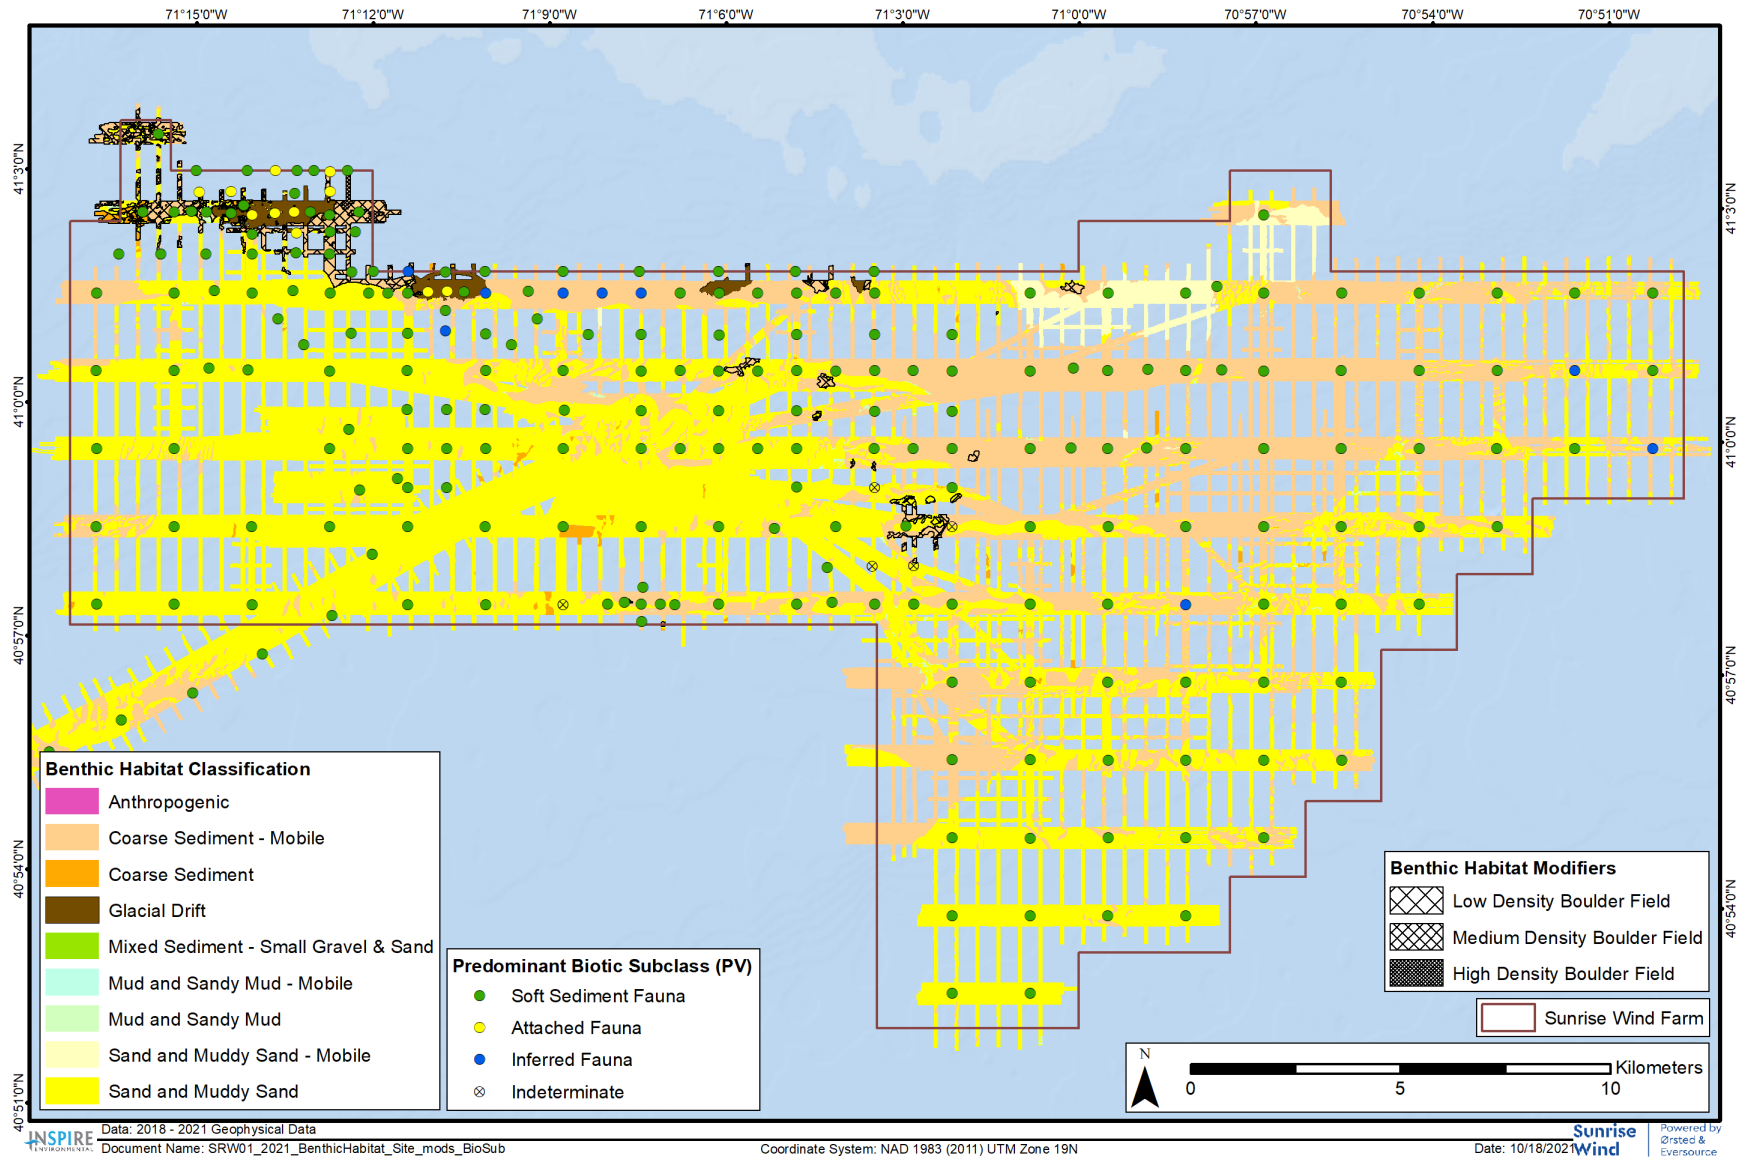 71°15'0"W 71°12'0"W 71°9'0"W 71°6'0"W 71°3'0"W 71°0'0"W 70°57'0"W 70°54'0"W 70°51'0"W
41°3'0"N
41°0'0"N
40°57'0"N
40°54'0"N
40°51'0"N
41°3'0"N
41°0'0"N
40°57'0"N
40°54'0"N
Benthic Habitat Classification
Anthropogenic
Coarse Sediment - Mobile
Coarse Sediment
Glacial Drift
Mixed Sediment - Small Gravel & Sand
Mud and Sandy Mud - Mobile
Mud and Sandy Mud
Sand and Muddy Sand - Mobile
Sand and Muddy Sand
Predominant Biotic Subclass (PV)
Soft Sediment Fauna
Attached Fauna
Inferred Fauna
Indeterminate
Benthic Habitat Modifiers
Low Density Boulder Field
Medium Density Boulder Field
High Density Boulder Field
Sunrise Wind Farm
N
Kilometers
0 5 10
INSPIRE
ENVIRONMENTAL
Data: 2018 - 2021 Geophysical Data
Document Name: SRW01_2021_BenthicHabitat_Site_mods_BioSub
Coordinate System: NAD 1983 (2011) UTM Zone 19N
Date: 10/18/2021
Sunrise
Wind
Powered by
Ørsted &
Eversource